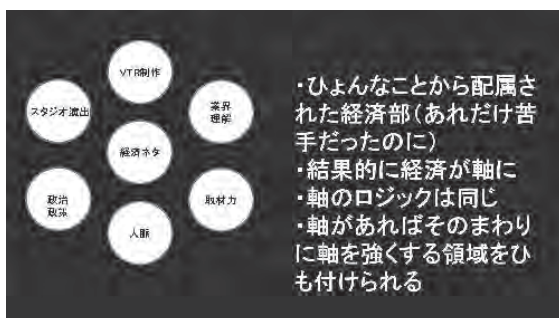 VTR制作
スタジオ演出
業界
理解
経済ネタ
政治
政策
取材力
人脈
・ひょんなことから配属さ
れた経済部(あれだけ苦
手だったのに)
・結果的に経済が軸に
・軸のロジックは同じ
・軸があればそのまわり
に軸を強くする領域をひ
も付けられる